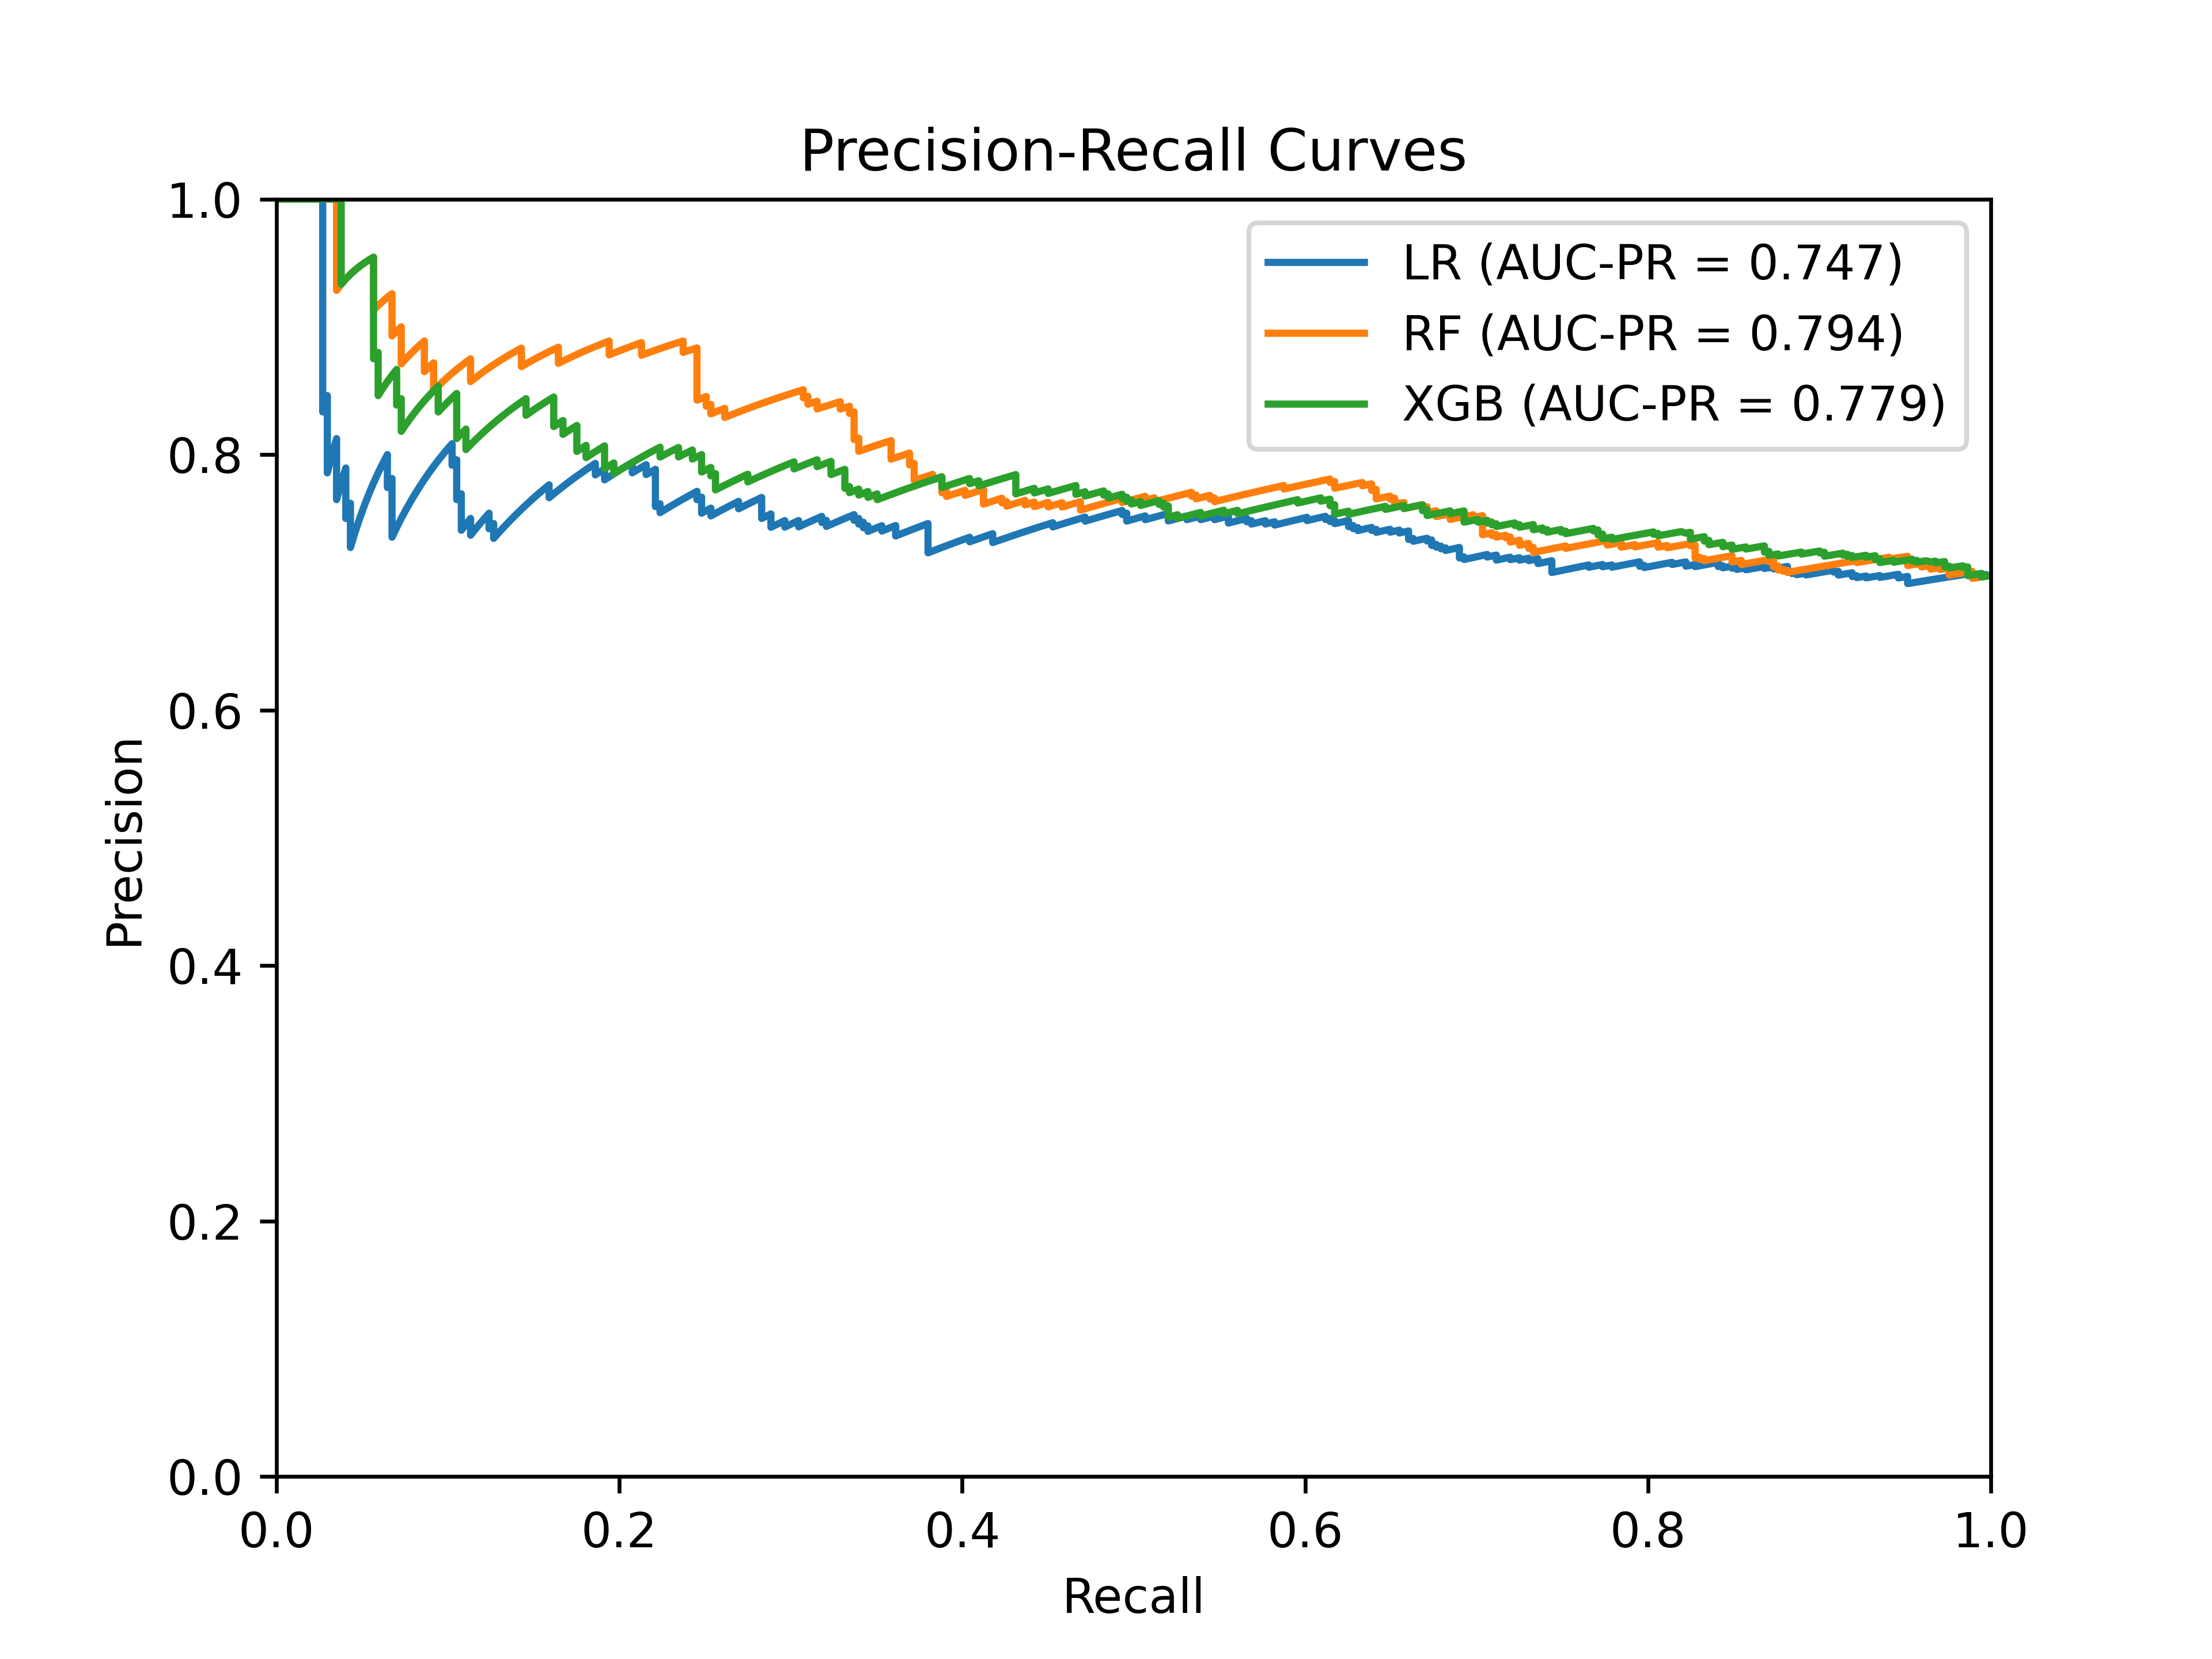 Precision-Recall Curves
1.0
0.8
0.6
0.4
0.2
0.0
Precision
LR (AUC-PR = 0.747)
RF (AUC-PR = 0.794)
XGB (AUC-PR = 0.779)
0.0 0.2 0.4 0.6 0.8 1.0
Recall